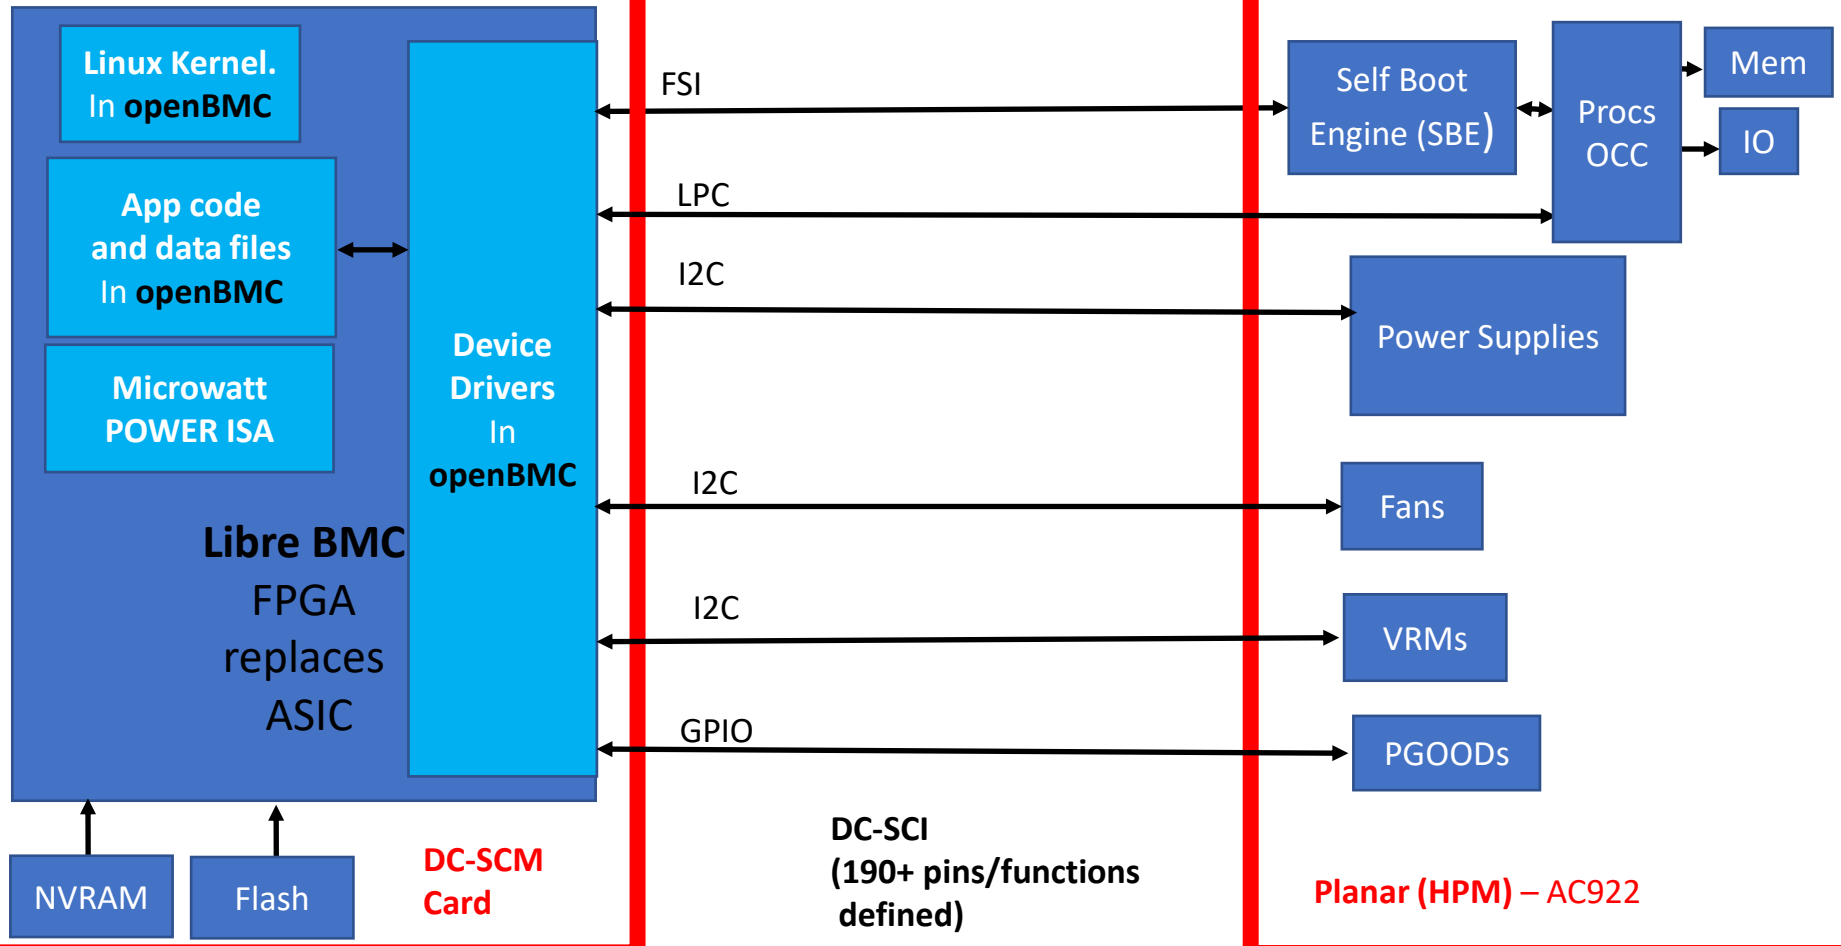 Linux Kernel.
In openBMC
App code
and data files
In openBMC
Microwatt
POWER ISA
Device
Drivers
In
openBMC
Libre BMC
FPGA
replaces
ASIC
NVRAM
Flash
DC-SCM
Card
FSI
LPC
I2C
I2C
I2C
GPIO
DC-SCI
(190+ pins/functions
defined)
Self Boot
Engine (SBE)
Procs
OCC
Mem
IO
Power Supplies
Fans
VRMs
PGOODs
Planar (HPM) – AC922